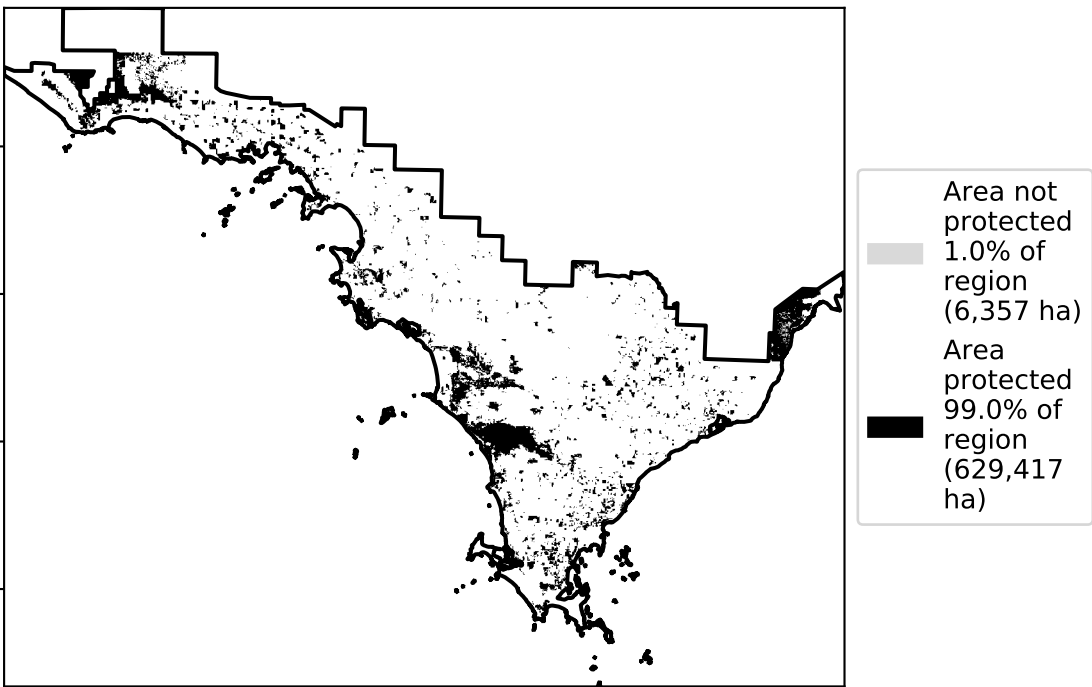 Area not
protected
1.0% of
region
(6,357 ha)
Area
protected
99.0% of
region
(629,417
ha)